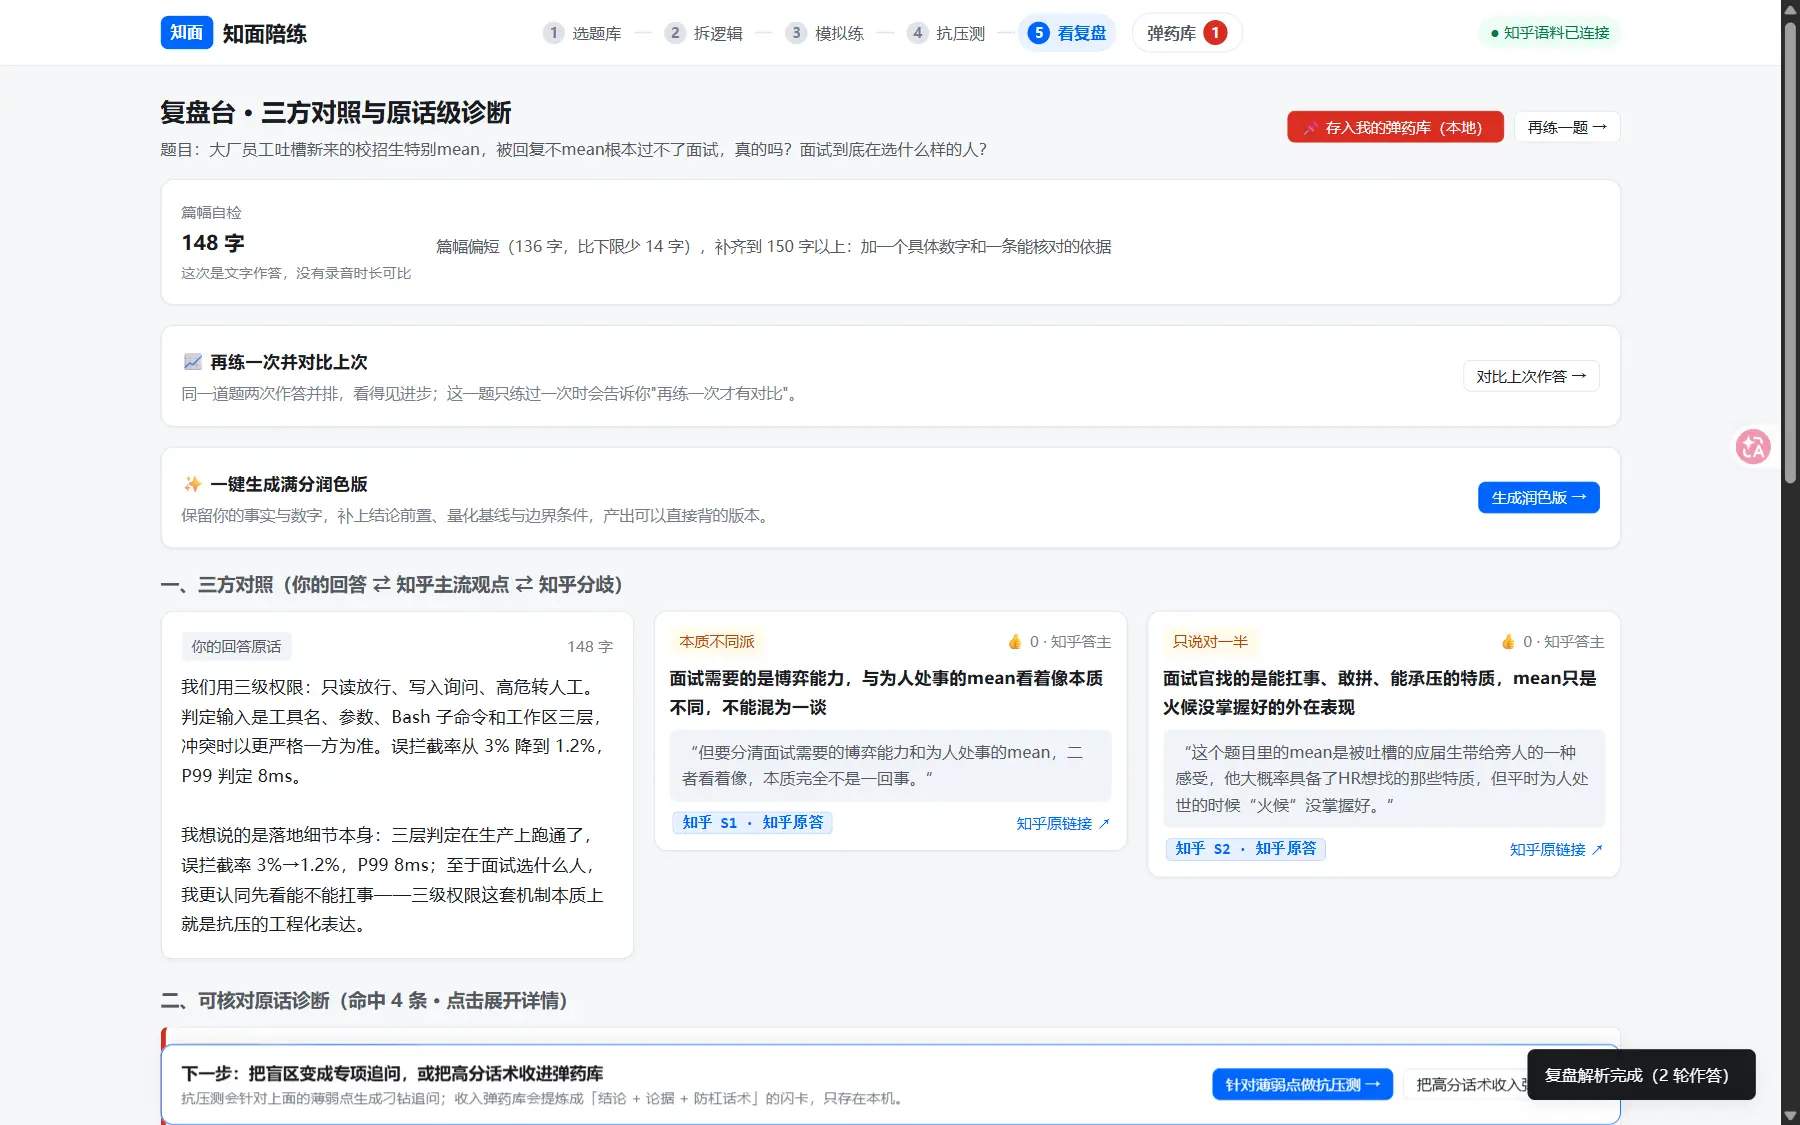 知面 知面陪练
1 选题库 2 拆逻辑 3 模拟练 4 抗压测 5 看复盘 弹药库 1
● 知乎语料已连接
复盘台 · 三方对照与原话级诊断
题目：大厂员工吐槽新来的校招生特别mean，被回复不mean根本过不了面试，真的吗？面试到底在选什么样的人？
📌 存入我的弹药库（本地） 再练一题 →
篇幅自检
148 字
这次是文字作答，没有录音时长可比
篇幅偏短（136 字，比下限少 14 字），补齐到 150 字以上：加一个具体数字和一条能核对的依据
📈 再练一次并对比上次
同一道题两次作答并排，看得见进步；这一题只练过一次时会告诉你"再练一次才有对比"。
对比上次作答 →
✨ 一键生成满分润色版
保留你的事实与数字，补上结论前置、量化基线与边界条件，产出可以直接背的版本。
生成润色版 →
一、三方对照（你的回答 ⇄ 知乎主流观点 ⇄ 知乎分歧）
你的回答原话 148 字
我们用三级权限：只读放行、写入询问、高危转人工。
判定输入是工具名、参数、Bash 子命令和工作区三层，
冲突时以更严格一方为准。误拦截率从 3% 降到 1.2%，
P99 判定 8ms。
我想说的是落地细节本身：三层判定在生产上跑通了，
误拦截率 3%→1.2%，P99 8ms；至于面试选什么人，
我更认同先看能不能扛事——三级权限这套机制本质上
就是抗压的工程化表达。
本质不同派 👍 0 · 知乎答主
面试需要的是博弈能力，与为人处事的mean看着像本质
不同，不能混为一谈
“但要分清面试需要的博弈能力和为人处事的mean，二
者看着像，本质完全不是一回事。”
知乎 S1 · 知乎原答 知乎原链接 ↗
只说对一半 👍 0 · 知乎答主
面试官找的是能扛事、敢拼、能承压的特质，mean只是
火候没掌握好的外在表现
“这个题目里的mean是被吐槽的应届生带给旁人的一种
感受，他大概率具备了HR想找的那些特质，但平时为人处
世的时候“火候”没掌握好。”
知乎 S2 · 知乎原答 知乎原链接 ↗
二、可核对原话诊断（命中 4 条 · 点击展开详情）
下一步：把盲区变成专项追问，或把高分话术收进弹药库
抗压测会针对上面的薄弱点生成刁钻追问；收入弹药库会提炼成「结论 + 论据 + 防杠话术」的闪卡，只存在本机。
针对薄弱点做抗压测 → 把高分话术收入
复盘解析完成（2 轮作答）